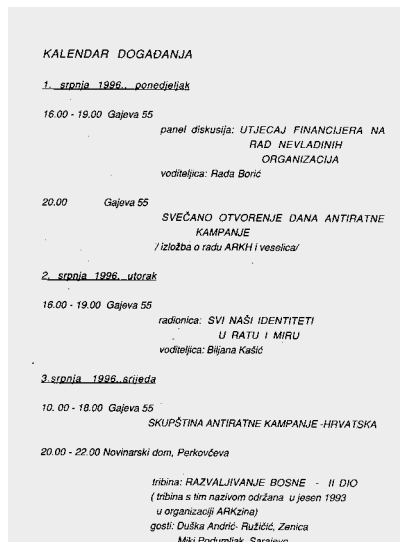 KALENDAR DOGAĐANJA
1. srpnja 1996., ponedjeljak
16.00 - 19.00 Gajeva 55
panel diskusija: UTJECAJ FINANCIJERA NA
RAD NEVLADINIH
ORGANIZACIJA
voditeljica: Rada Borić
20.00 Gajeva 55
SVEČANO OTVORENJE DANA ANTIRATNE
KAMPANJE
/ izložba o radu ARKH i veselica/
2. srpnja 1996. utorak
16.00 - 19.00 Gajeva 55
radionica: SVI NAŠI IDENTITETI
U RATU I MIRU
voditeljica: Biljana Kašić
3.srpnja 1996..srijeda
10. 00 - 18.00 Gajeva 55
SKUPŠTINA ANTIRATNE KAMPANJE -HRVATSKA
20.00 - 22.00 Novinarski dom, Perkovčeva
tribina: RAZVALJIVANJE BOSNE - II DIO
( tribina s tim nazivom održana u jesen 1993
u organizaciji ARKzina)
gosti: Duška Andrić- Ružičić, Zenica
Miki Podumljak, Sarajevo